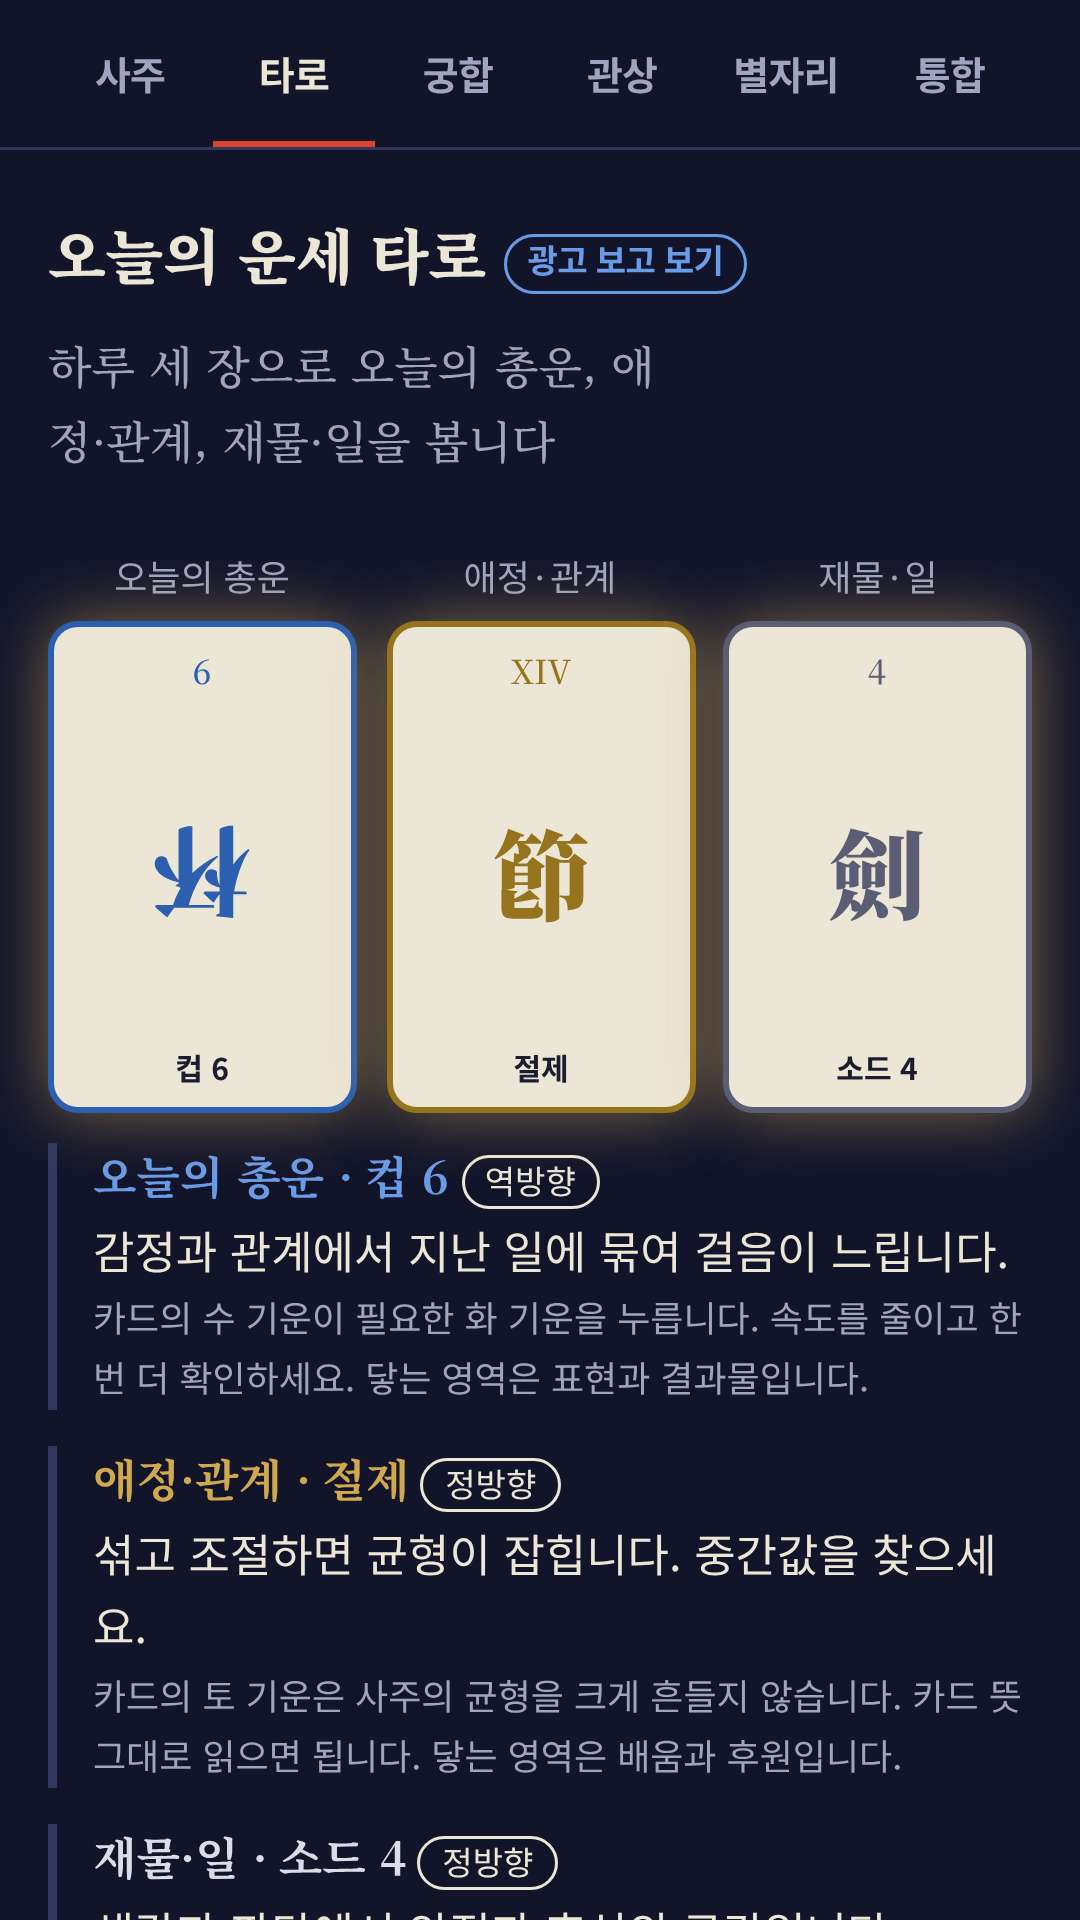 사주 타로 궁합 관상 별자리 통합
오늘의 운세 타로 광고 보고 보기
하루 세 장으로 오늘의 총운, 애
정·관계, 재물·일을 봅니다
오늘의 총운 애정·관계 재물·일
6 XIV 4
杯 節 劍
컵 6 절제 소드 4
오늘의 총운 · 컵 6 역방향
감정과 관계에서 지난 일에 묶여 걸음이 느립니다.
카드의 수 기운이 필요한 화 기운을 누릅니다. 속도를 줄이고 한
번 더 확인하세요. 닿는 영역은 표현과 결과물입니다.
애정·관계 · 절제 정방향
섞고 조절하면 균형이 잡힙니다. 중간값을 찾으세
요.
카드의 토 기운은 사주의 균형을 크게 흔들지 않습니다. 카드 뜻
그대로 읽으면 됩니다. 닿는 영역은 배움과 후원입니다.
재물·일 · 소드 4 정방향